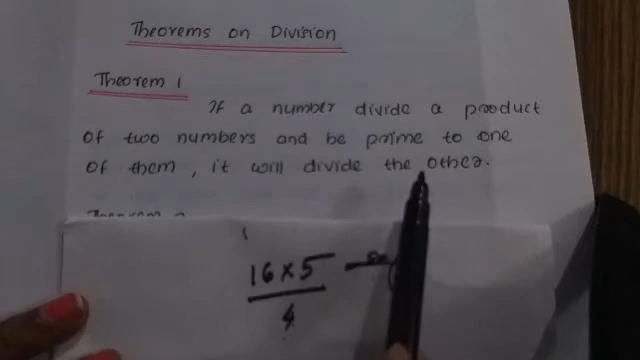 Theorems on Division
Theorem 1
If a number divide a product
of two numbers and be prime to one
of them, it will divide the other.
16×5
4